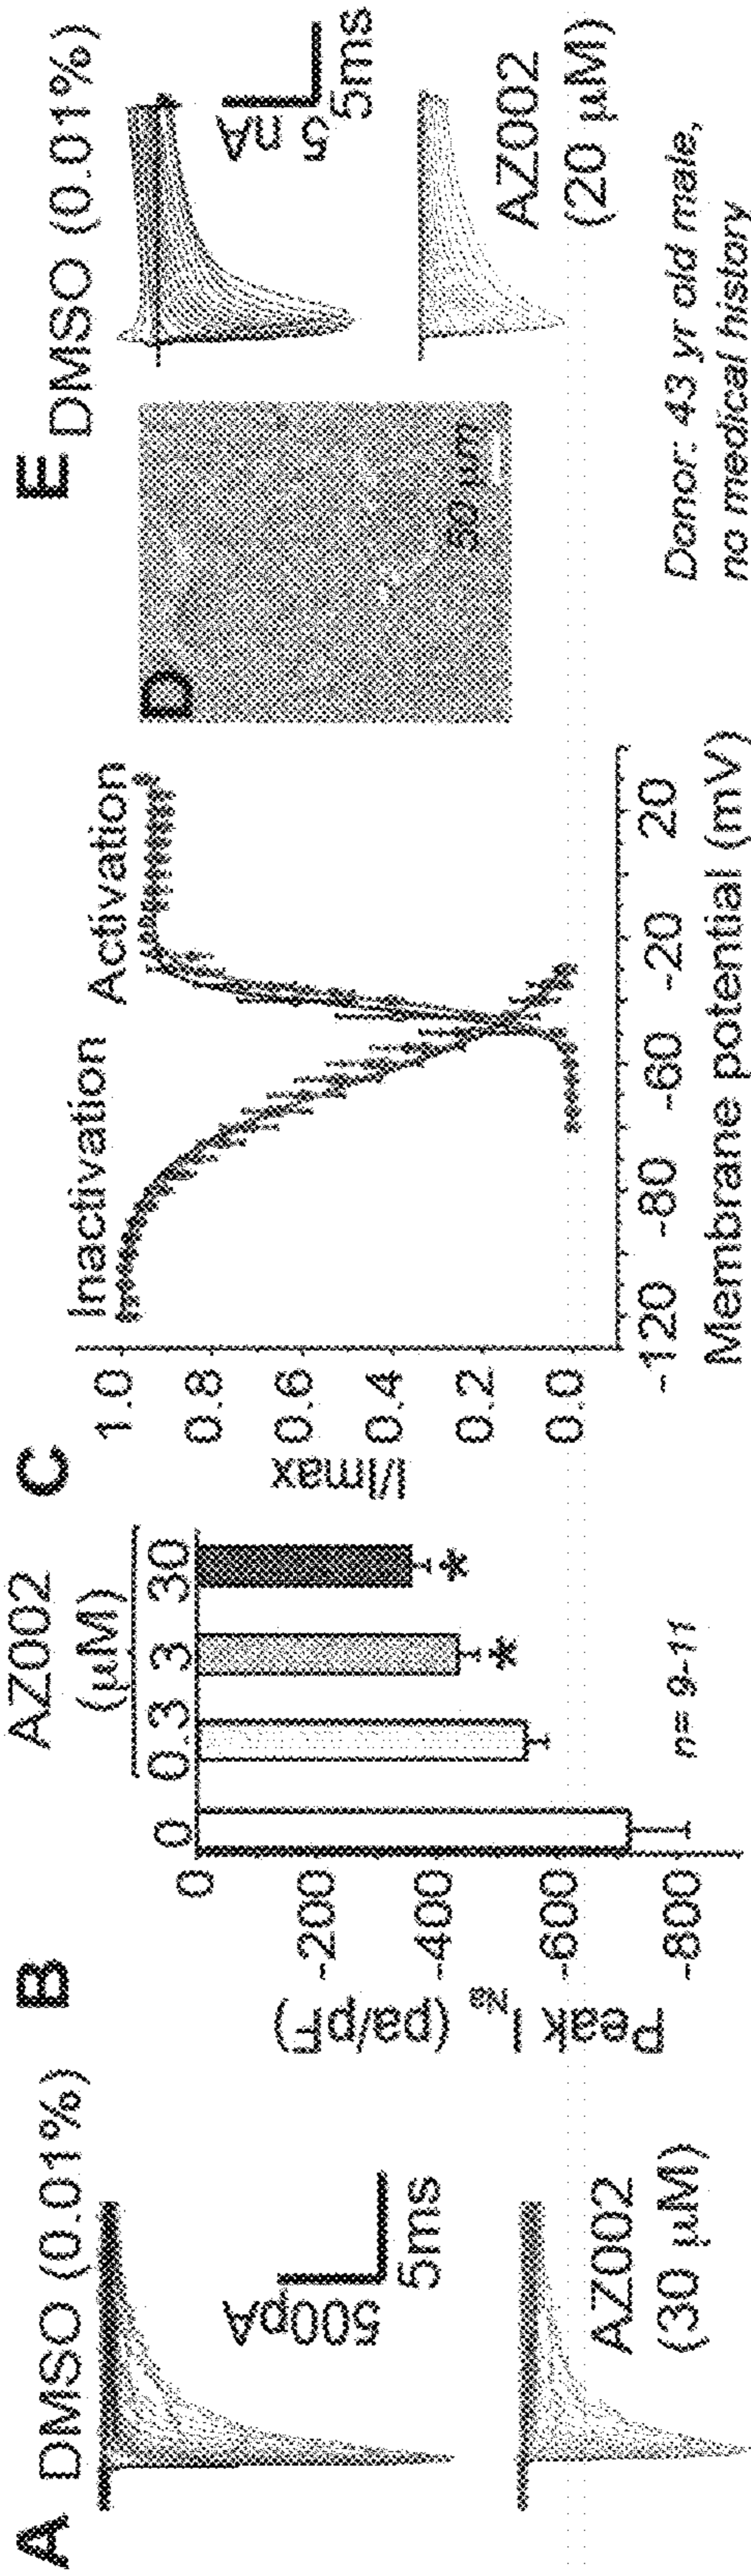 A
DMSO (0.01%)
500pA
5ms
AZ002
(30 μM)
B
AZ002
(μM)
0 0.3 3 30
0
-200
-400
-600
-800
Peak I Na (pa/pF)
*
*
n= 9-11
C
Inactivation
Activation
1.0
0.8
0.6
0.4
0.2
0.0
I/Imax
-120 -80 -60 -20 20
Membrane potential (mV)
D
50 μm
E
DMSO (0.01%)
5 nA
5ms
AZ002
(20 μM)
Donor: 43 yr old male,
no medical history